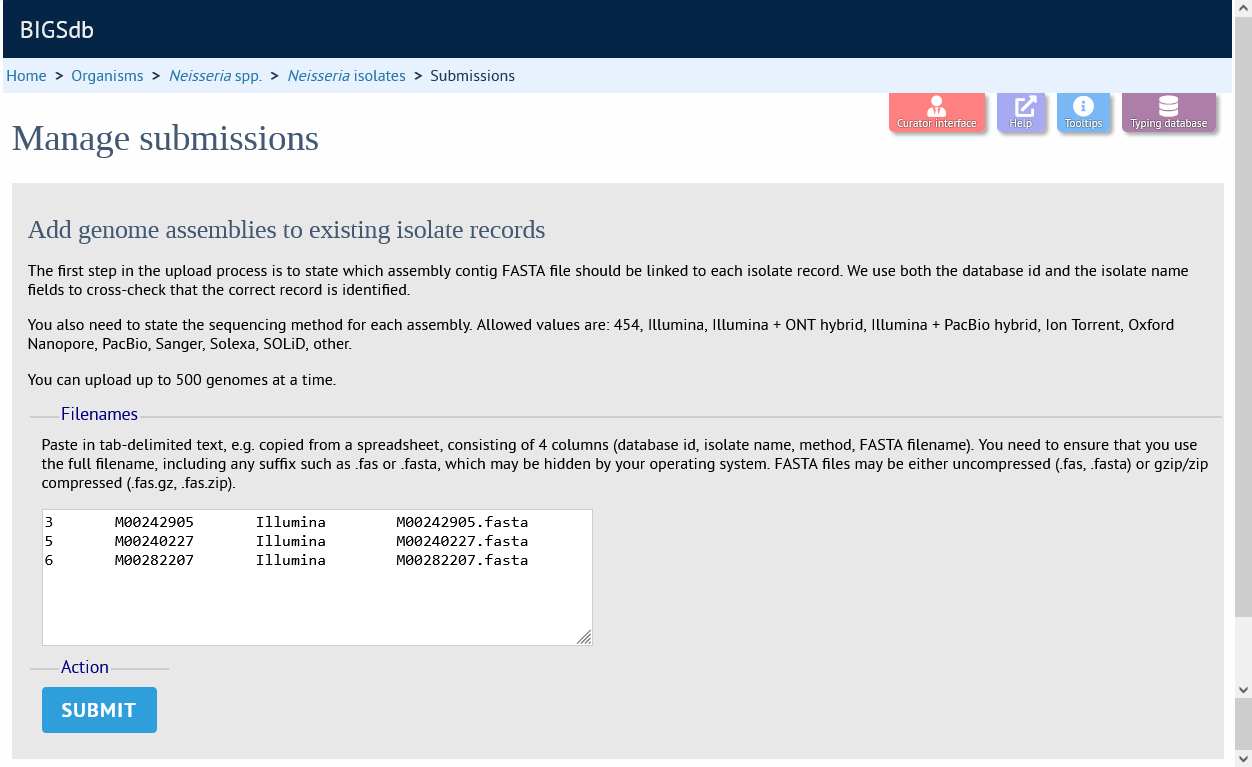 BIGSdb
Home > Organisms > Neisseria spp. > Neisseria isolates > Submissions
Curator interface
Help
Tooltips
Typing database
Manage submissions
Add genome assemblies to existing isolate records
The first step in the upload process is to state which assembly contig FASTA file should be linked to each isolate record. We use both the database id and the isolate name
fields to cross-check that the correct record is identified.
You also need to state the sequencing method for each assembly. Allowed values are: 454, Illumina, Illumina + ONT hybrid, Illumina + PacBio hybrid, Ion Torrent, Oxford
Nanopore, PacBio, Sanger, Solexa, SOLiD, other.
You can upload up to 500 genomes at a time.
Filenames
Paste in tab-delimited text, e.g. copied from a spreadsheet, consisting of 4 columns (database id, isolate name, method, FASTA filename). You need to ensure that you use
the full filename, including any suffix such as .fas or .fasta, which may be hidden by your operating system. FASTA files may be either uncompressed (.fas, .fasta) or gzip/zip
compressed (.fas.gz, .fas.zip).
3 M00242905 Illumina M00242905.fasta
5 M00240227 Illumina M00240227.fasta
6 M00282207 Illumina M00282207.fasta
Action
SUBMIT